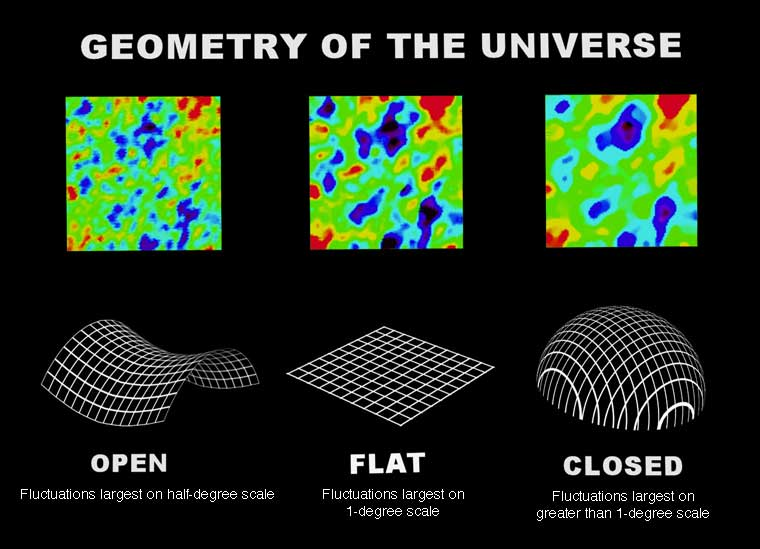 GEOMETRY OF THE UNIVERSE
OPEN
Fluctuations largest on half-degree scale
FLAT
Fluctuations largest on
1-degree scale
CLOSED
Fluctuations largest on
greater than 1-degree scale